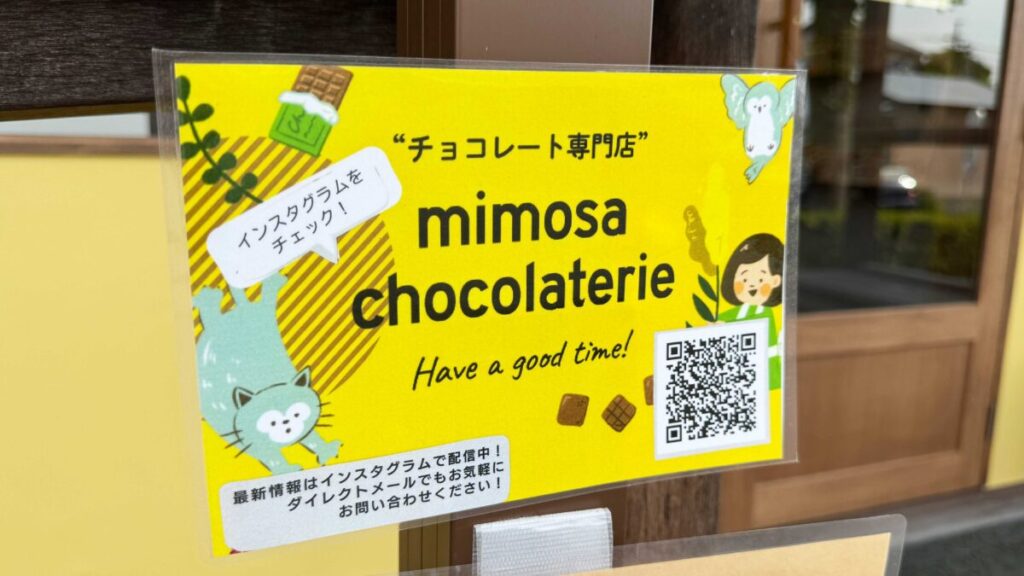 “チョコレート専門店”
mimosa
chocolaterie
Have a good time!
インスタグラムを
チェック!
最新情報はインスタグラムで配信中!
ダイレクトメールでもお気軽に
お問い合わせください!